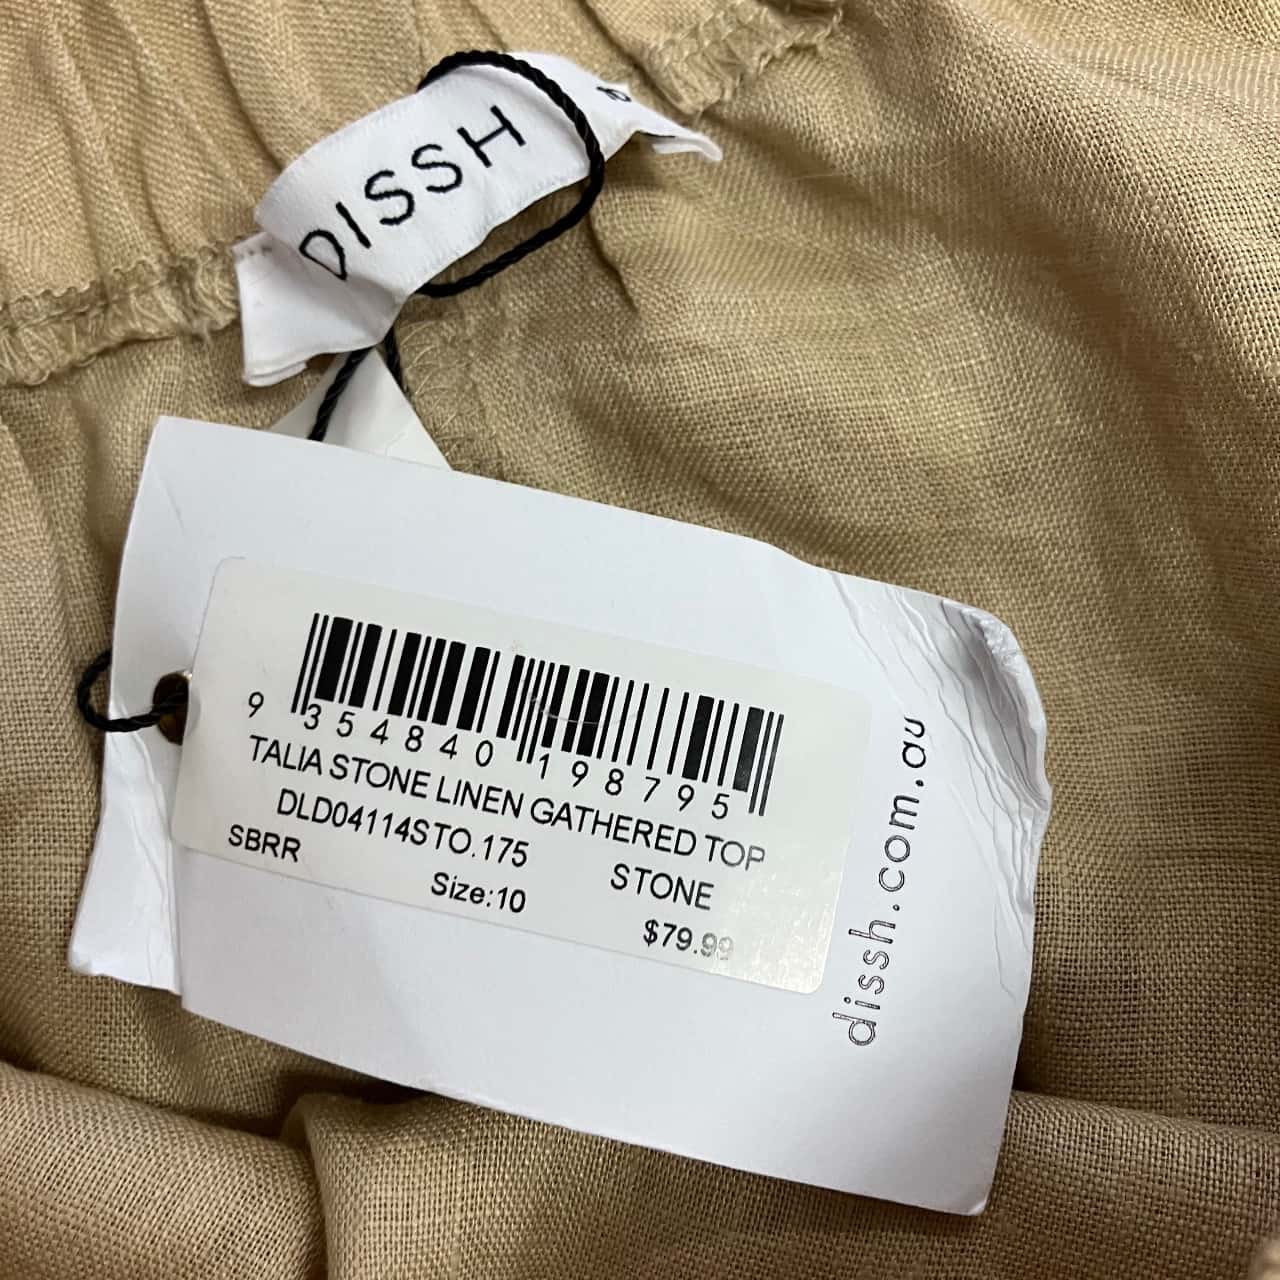 DISSH
9 354840 198795
TALIA STONE LINEN GATHERED TOP
DLD04114STO.175
SBRR STONE
Size:10
$79.99
dissh.com.au